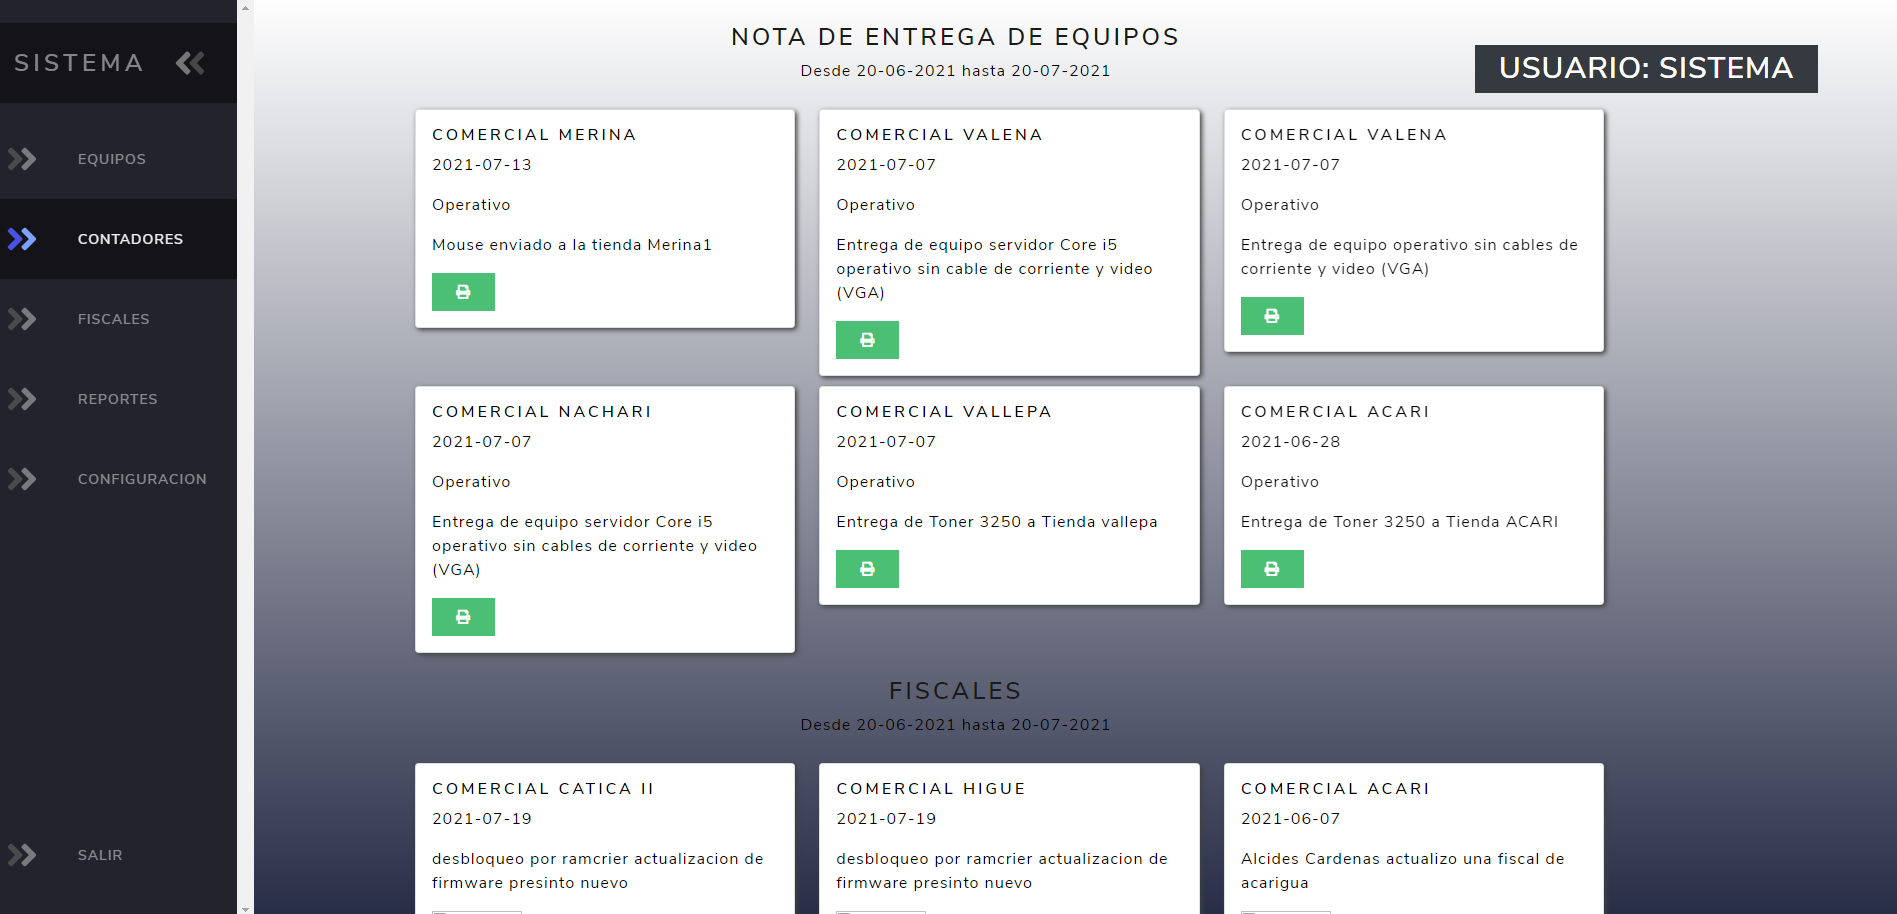 SISTEMA
EQUIPOS
CONTADORES
FISCALES
REPORTES
CONFIGURACION
SALIR
NOTA DE ENTREGA DE EQUIPOS
Desde 20-06-2021 hasta 20-07-2021
USUARIO: SISTEMA
COMERCIAL MERINA
2021-07-13
Operativo
Mouse enviado a la tienda Merina1
COMERCIAL VALENA
2021-07-07
Operativo
Entrega de equipo servidor Core i5
operativo sin cable de corriente y video
(VGA)
COMERCIAL VALENA
2021-07-07
Operativo
Entrega de equipo operativo sin cables de
corriente y video (VGA)
COMERCIAL NACHARI
2021-07-07
Operativo
Entrega de equipo servidor Core i5
operativo sin cables de corriente y video
(VGA)
COMERCIAL VALLEPA
2021-07-07
Operativo
Entrega de Toner 3250 a Tienda vallepa
COMERCIAL ACARI
2021-06-28
Operativo
Entrega de Toner 3250 a Tienda ACARI
FISCALES
Desde 20-06-2021 hasta 20-07-2021
COMERCIAL CATICA II
2021-07-19
desbloqueo por ramcrier actualizacion de
firmware presinto nuevo
COMERCIAL HIGUE
2021-07-19
desbloqueo por ramcrier actualizacion de
firmware presinto nuevo
COMERCIAL ACARI
2021-06-07
Alcides Cardenas actualizo una fiscal de
acarigua